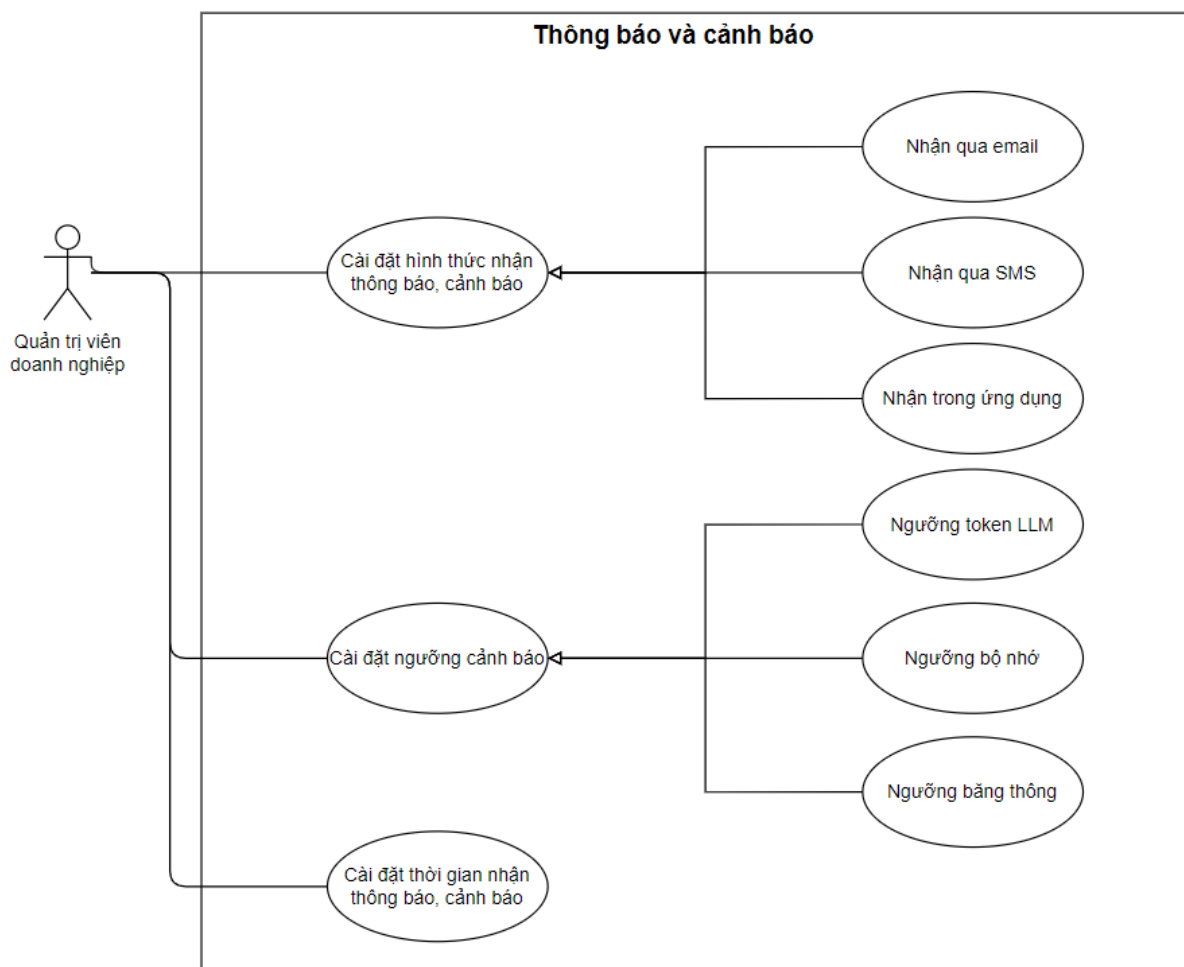 Thông báo và cảnh báo
Nhận qua email
Quản trị viên
doanh nghiệp
Cài đặt hình thức nhận
thông báo, cảnh báo
Nhận qua SMS
Nhận trong ứng dụng
Ngưỡng token LLM
Cài đặt ngưỡng cảnh báo
Ngưỡng bộ nhớ
Ngưỡng băng thông
Cài đặt thời gian nhận
thông báo, cảnh báo